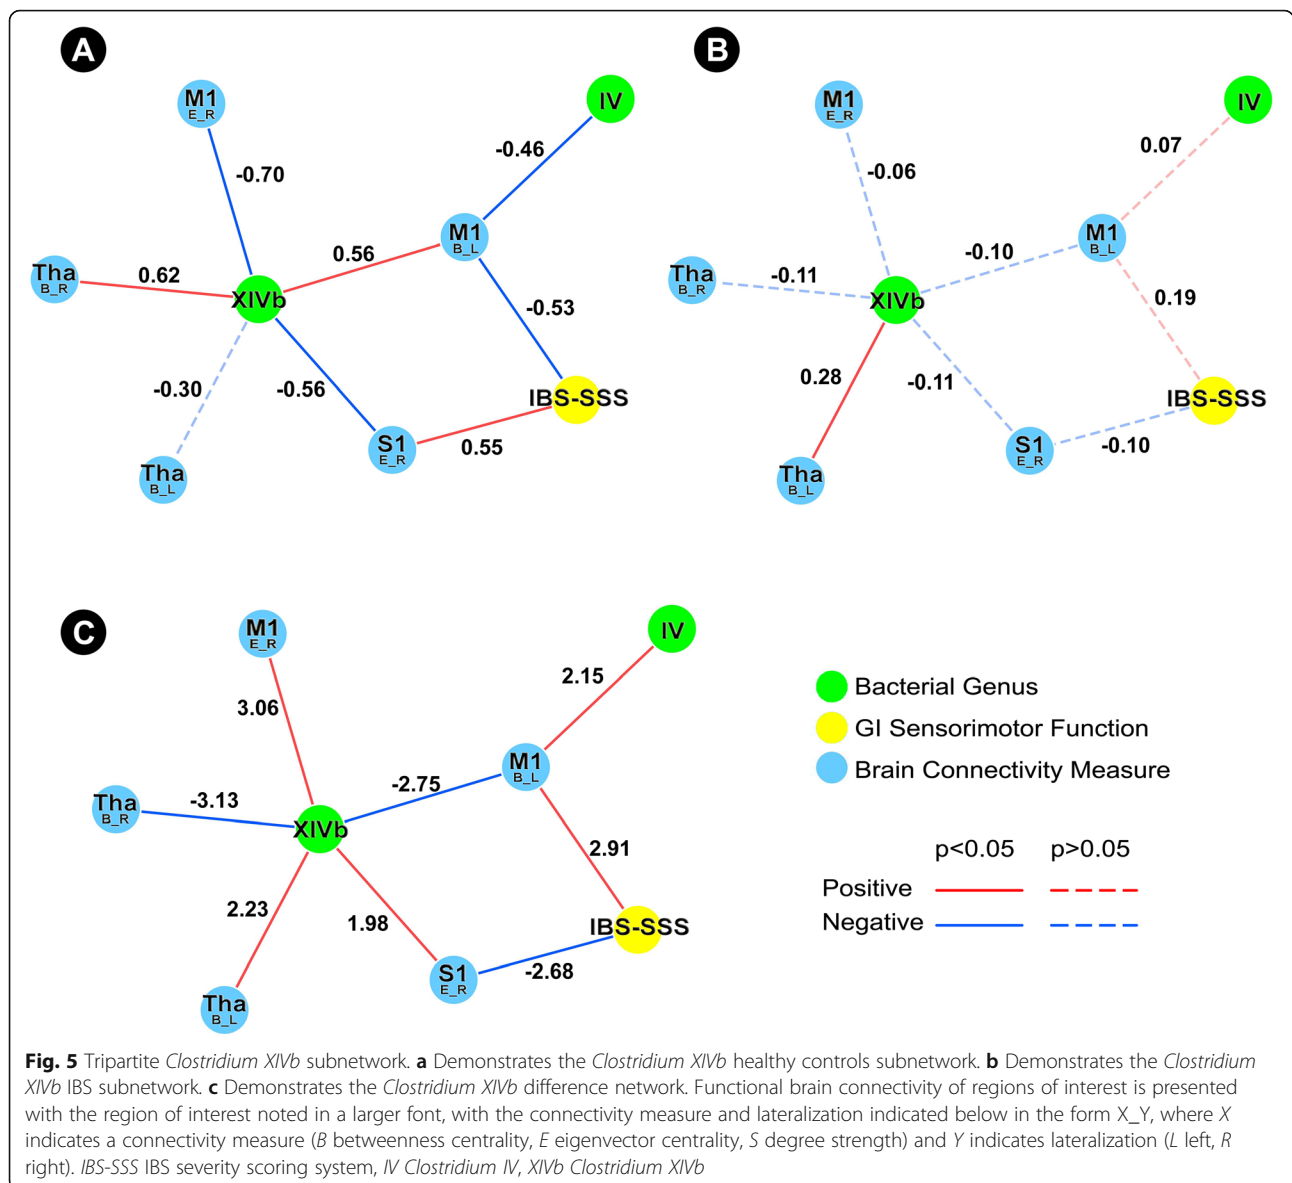 A
M1
E_R
IV
-0.46
-0.70
M1
B_L
0.56
Tha
B_R
0.62
XIVb
-0.53
-0.30
-0.56
IBS-SSS
S1
E_R
0.55
Tha
B_L
B
M1
E_R
IV
0.07
-0.06
M1
B_L
-0.10
Tha
B_R
-0.11
XIVb
0.19
0.28
-0.11
IBS-SSS
S1
E_R
-0.10
Tha
B_L
C
M1
E_R
IV
2.15
3.06
M1
B_L
-2.75
Tha
B_R
-3.13
XIVb
2.91
2.23
1.98
IBS-SSS
S1
E_R
-2.68
Tha
B_L
Bacterial Genus
GI Sensorimotor Function
Brain Connectivity Measure
p<0.05 p>0.05
Positive
Negative
Fig. 5 Tripartite Clostridium XIVb subnetwork. a Demonstrates the Clostridium XIVb healthy controls subnetwork. b Demonstrates the Clostridium
XIVb IBS subnetwork. c Demonstrates the Clostridium XIVb difference network. Functional brain connectivity of regions of interest is presented
with the region of interest noted in a larger font, with the connectivity measure and lateralization indicated below in the form X_Y, where X
indicates a connectivity measure (B betweenness centrality, E eigenvector centrality, S degree strength) and Y indicates lateralization (L left, R
right). IBS-SSS IBS severity scoring system, IV Clostridium IV, XIVb Clostridium XIVb